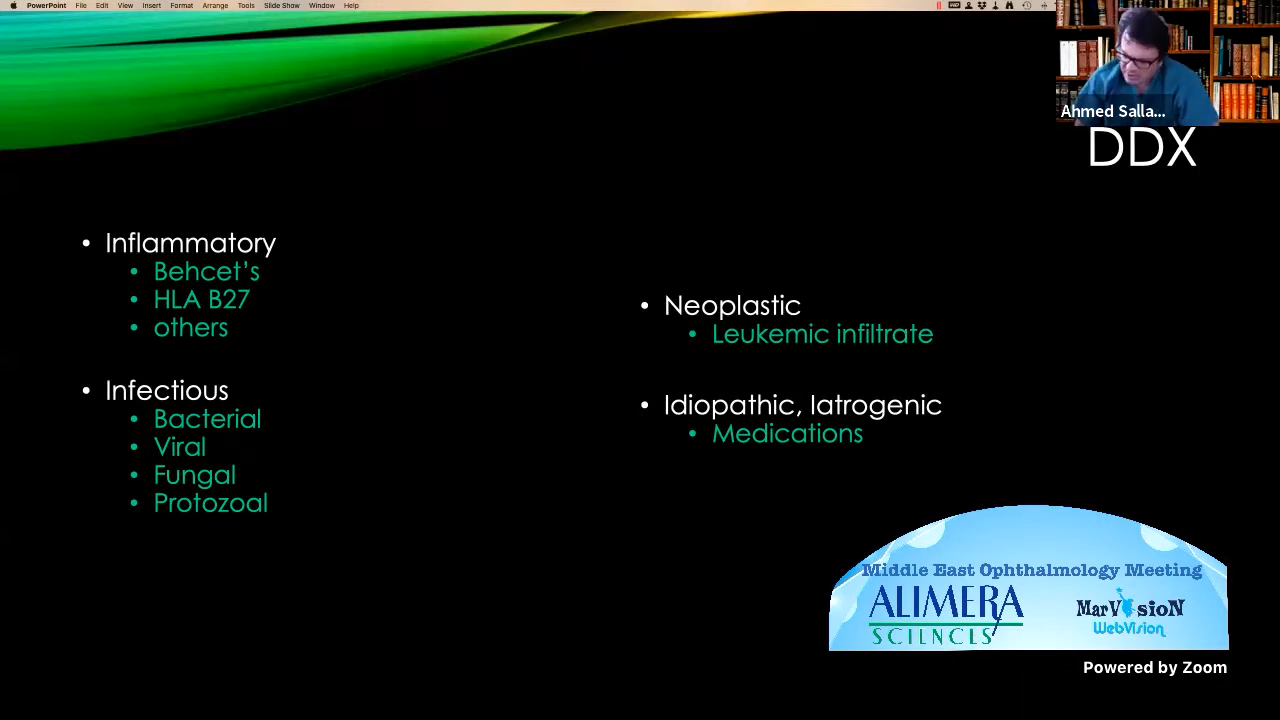 PowerPoint File Edit View Insert Format Arrange Tools Slide Show Window Help
Ahmed Salla...
DDX
• Inflammatory
• Behcet’s
• HLA B27
• others
• Infectious
• Bacterial
• Viral
• Fungal
• Protozoal
• Neoplastic
• Leukemic infiltrate
• Idiopathic, Iatrogenic
• Medications
Middle East Ophthalmology Meeting
ALIMERA
SCIENCES
MarVisioN
WebVision
Powered by Zoom